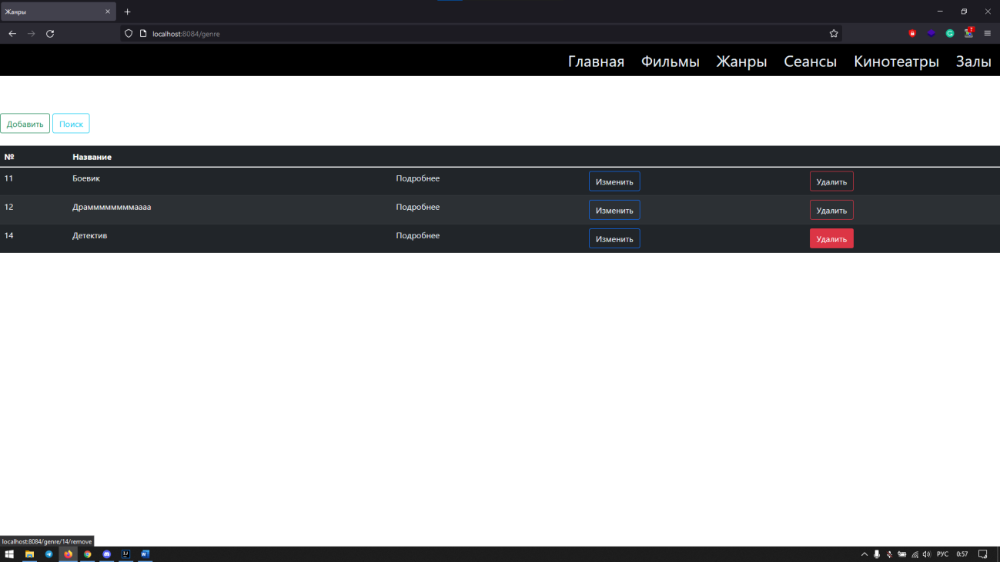 Жанры
localhost:8084/genre
Главная Фильмы Жанры Сеансы Кинотеатры Залы
Добавить Поиск
№ Название
11 Боевик Подробнее Изменить Удалить
12 Драммммммммаааа Подробнее Изменить Удалить
14 Детектив Подробнее Изменить Удалить
localhost:8084/genre/14/remove
РУС 0:57